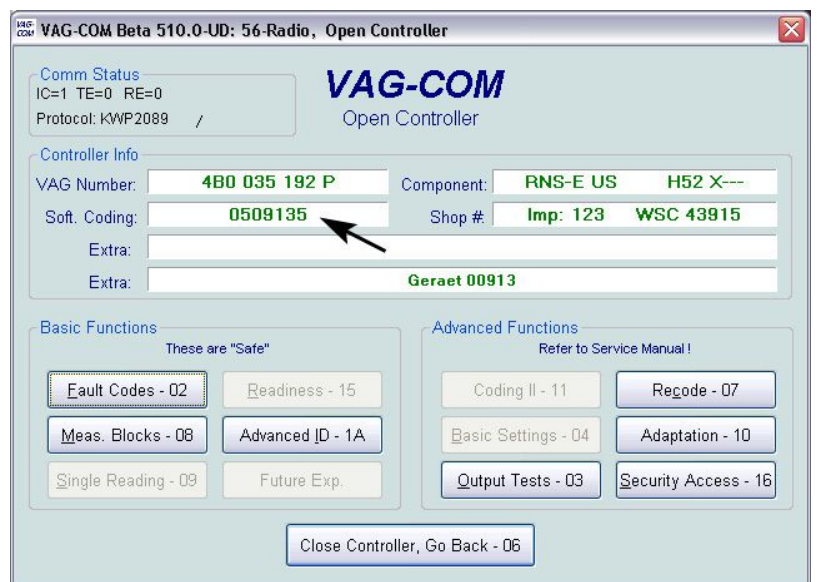 VAG-COM Beta 510.0-UD: 56-Radio, Open Controller
Comm Status
IC=1 TE=0 RE=0
Protocol: KWP2089 /
VAG-COM
Open Controller
Controller Info
VAG Number: 4B0 035 192 P Component: RNS-E US H52 X---
Soft. Coding: 0509135 Shop #: Imp: 123 WSC 43915
Extra:
Extra: Geraet 00913
Basic Functions
These are "Safe"
Fault Codes - 02 Readiness - 15
Meas. Blocks - 08 Advanced ID - 1A
Single Reading - 09 Future Exp.
Advanced Functions
Refer to Service Manual!
Coding II - 11 Recode - 07
Basic Settings - 04 Adaptation - 10
Output Tests - 03 Security Access - 16
Close Controller, Go Back - 06